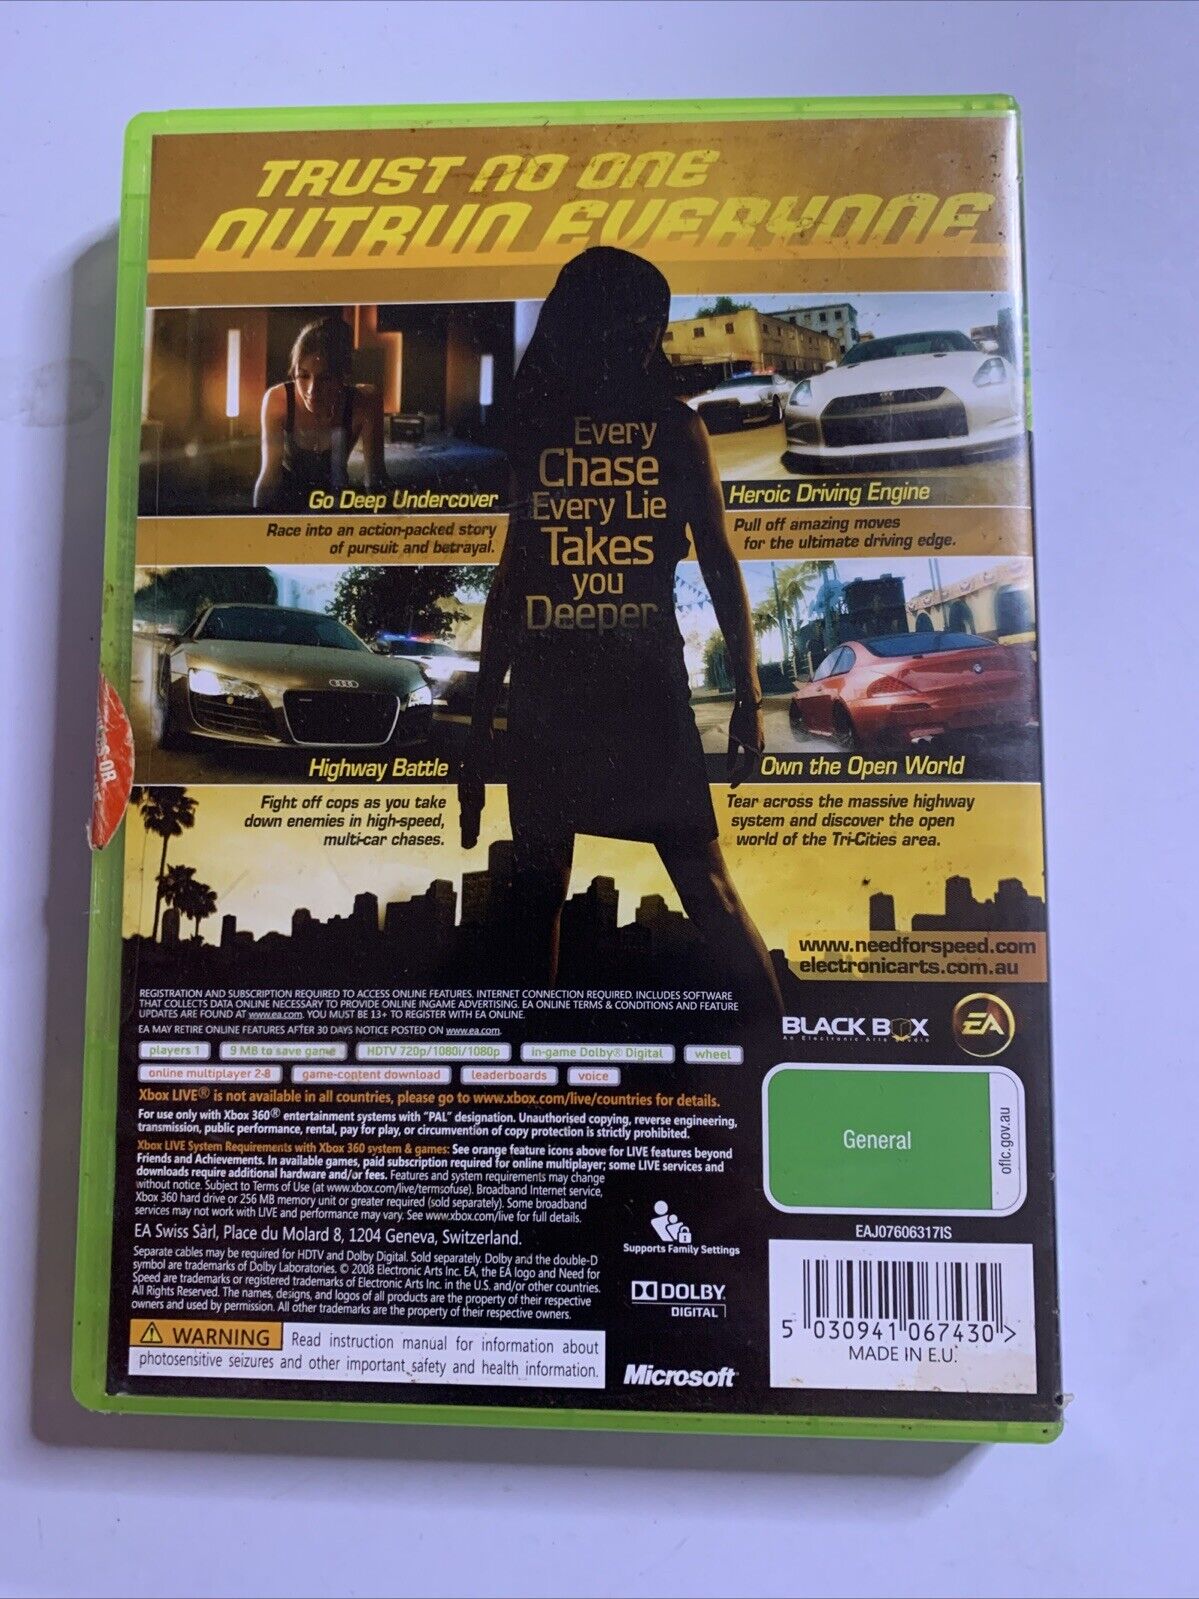 TRUST NO ONE
OUTRUN EVERYONE
Every
Chase
Every Lie
Takes
you
Deeper
Go Deep Undercover
Race into an action-packed story
of pursuit and betrayal.
Heroic Driving Engine
Pull off amazing moves
for the ultimate driving edge.
Highway Battle
Fight off cops as you take
down enemies in high-speed,
multi-car chases.
Own the Open World
Tear across the massive highway
system and discover the open
world of the Tri-Cities area.
www.needforspeed.com
electronicarts.com.au
REGISTRATION AND SUBSCRIPTION REQUIRED TO ACCESS ONLINE FEATURES. INTERNET CONNECTION REQUIRED. INCLUDES SOFTWARE
THAT COLLECTS DATA ONLINE NECESSARY TO PROVIDE ONLINE INGAME ADVERTISING. EA ONLINE TERMS & CONDITIONS AND FEATURE
UPDATES ARE FOUND AT www.ea.com. YOU MUST BE 13+ TO REGISTER WITH EA ONLINE.
EA MAY RETIRE ONLINE FEATURES AFTER 30 DAYS NOTICE POSTED ON www.ea.com.
BLACK BOX
An Electronic Arts Studio
EA
players 1 9 MB to save game HDTV 720p/1080i/1080p in-game Dolby® Digital wheel
online multiplayer 2-8 game-content download leaderboards voice
Xbox LIVE® is not available in all countries, please go to www.xbox.com/live/countries for details.
For use only with Xbox 360® entertainment systems with "PAL" designation. Unauthorised copying, reverse engineering,
transmission, public performance, rental, pay for play, or circumvention of copy protection is strictly prohibited.
Xbox LIVE System Requirements with Xbox 360 system & games: See orange feature icons above for LIVE features beyond
Friends and Achievements. In available games, paid subscription required for online multiplayer; some LIVE services and
downloads require additional hardware and/or fees. Features and system requirements may change
without notice. Subject to Terms of Use (at www.xbox.com/live/termsofuse). Broadband Internet service,
Xbox 360 hard drive or 256 MB memory unit or greater required (sold separately). Some broadband
services may not work with LIVE and performance may vary. See www.xbox.com/live for full details.
EA Swiss Sàrl, Place du Molard 8, 1204 Geneva, Switzerland.
Separate cables may be required for HDTV and Dolby Digital. Sold separately. Dolby and the double-D
symbol are trademarks of Dolby Laboratories. © 2008 Electronic Arts Inc. EA, the EA logo and Need for
Speed are trademarks or registered trademarks of Electronic Arts Inc. in the U.S. and/or other countries.
All Rights Reserved. The names, designs, and logos of all products are the property of their respective
owners and used by permission. All other trademarks are the property of their respective owners.
WARNING Read instruction manual for information about
photosensitive seizures and other important safety and health information.
Supports Family Settings
DOLBY
DIGITAL
Microsoft
General
oflc.gov.au
EAJ07606317IS
5 030941 067430 >
MADE IN E.U.